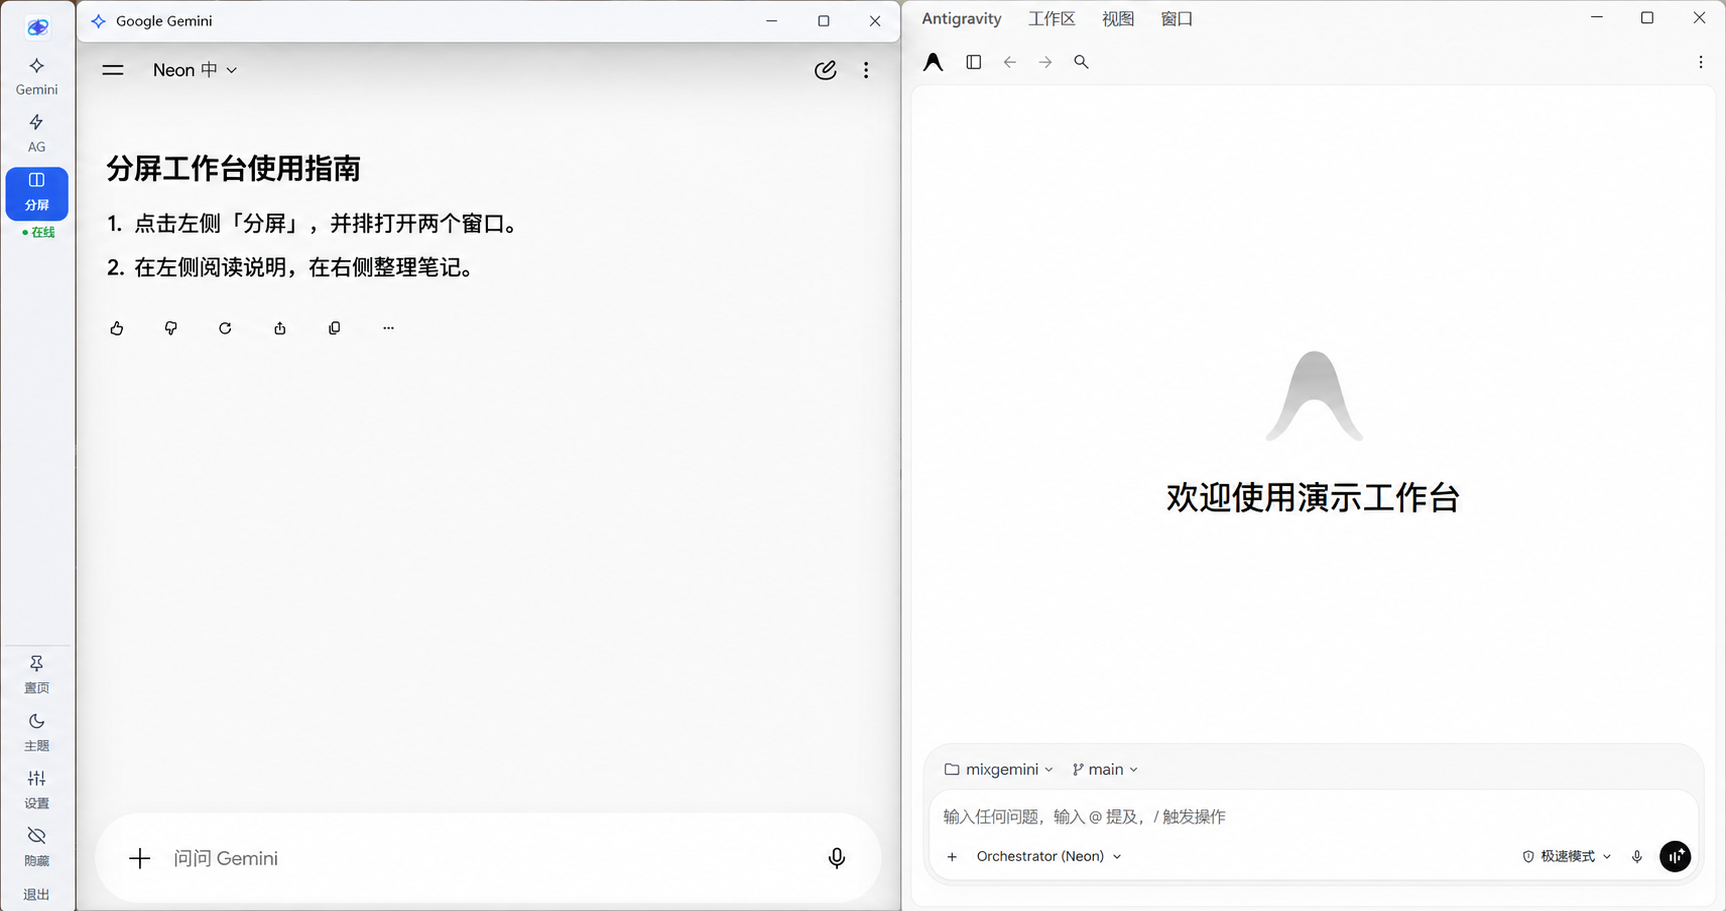 Gemini
AG
分屏
在线
置页
主题
设置
隐藏
退出
Google Gemini
Neon 中
分屏工作台使用指南
1. 点击左侧「分屏」，并排打开两个窗口。
2. 在左侧阅读说明，在右侧整理笔记。
问问 Gemini
Antigravity 工作区 视图 窗口
欢迎使用演示工作台
mixgemini main
输入任何问题，输入 @ 提及，/ 触发操作
Orchestrator (Neon) 极速模式